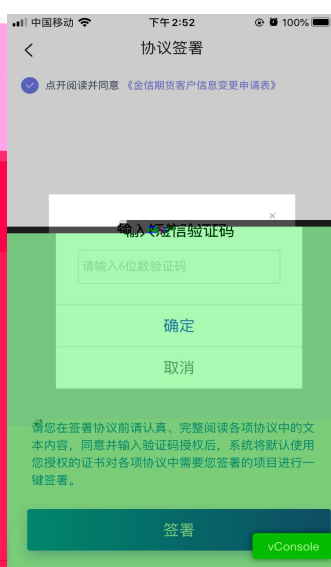 中国移动 下午2:52 100%
协议签署
点开阅读并同意 《金信期货客户信息变更申请表》
×
输入短信验证码
请输入6位数验证码
确定
取消
请您在签署协议前请认真、完整阅读各项协议中的文
本内容，同意并输入验证码授权后，系统将默认使用
您授权的证书对各项协议中需要您签署的项目进行一
键签署。
签署
vConsole